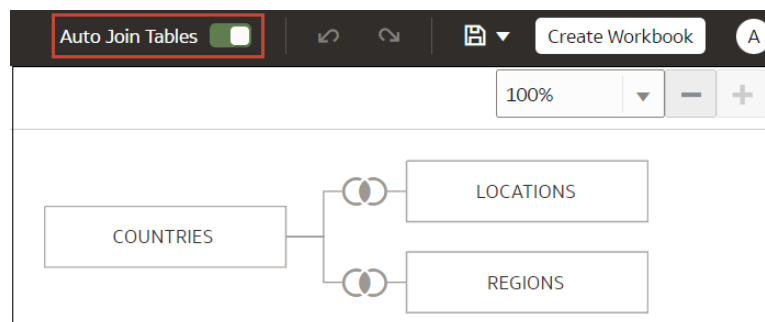 Auto Join Tables Create Workbook A
100%
LOCATIONS
COUNTRIES
REGIONS